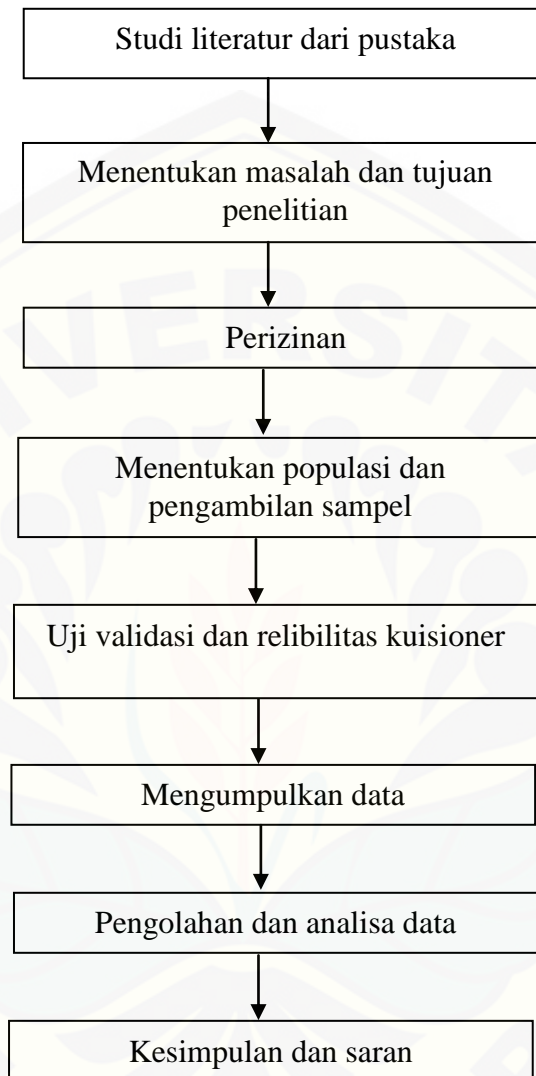 Studi literatur dari pustaka
Menentukan masalah dan tujuan
penelitian
Perizinan
VERSITA
Menentukan populasi dan
pengambilan sampel
Uji validasi dan relibilitas kuisioner
Mengumpulkan data
Pengolahan dan analisa data
Kesimpulan dan saran